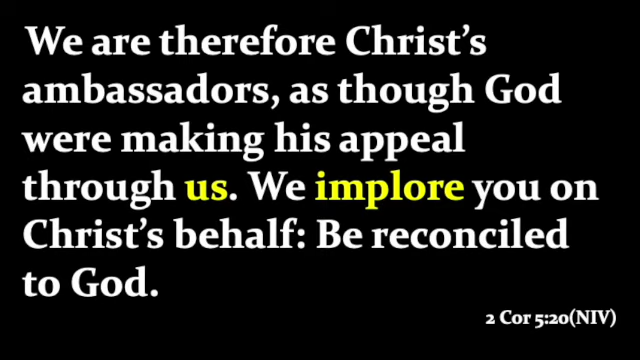 We are therefore Christ’s
ambassadors, as though God
were making his appeal
through us. We implore you on
Christ’s behalf: Be reconciled
to God.
2 Cor 5:20(NIV)